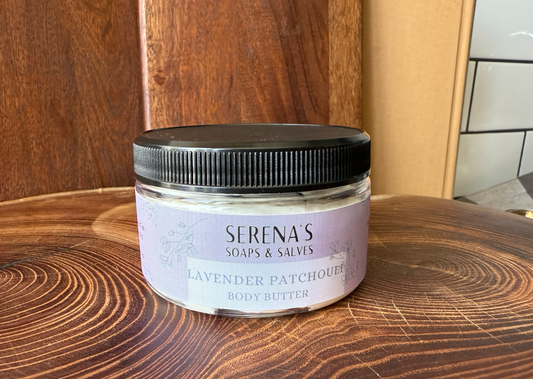 SERENA'S
SOAPS & SALVES
LAVENDER PATCHOULI
BODY BUTTER